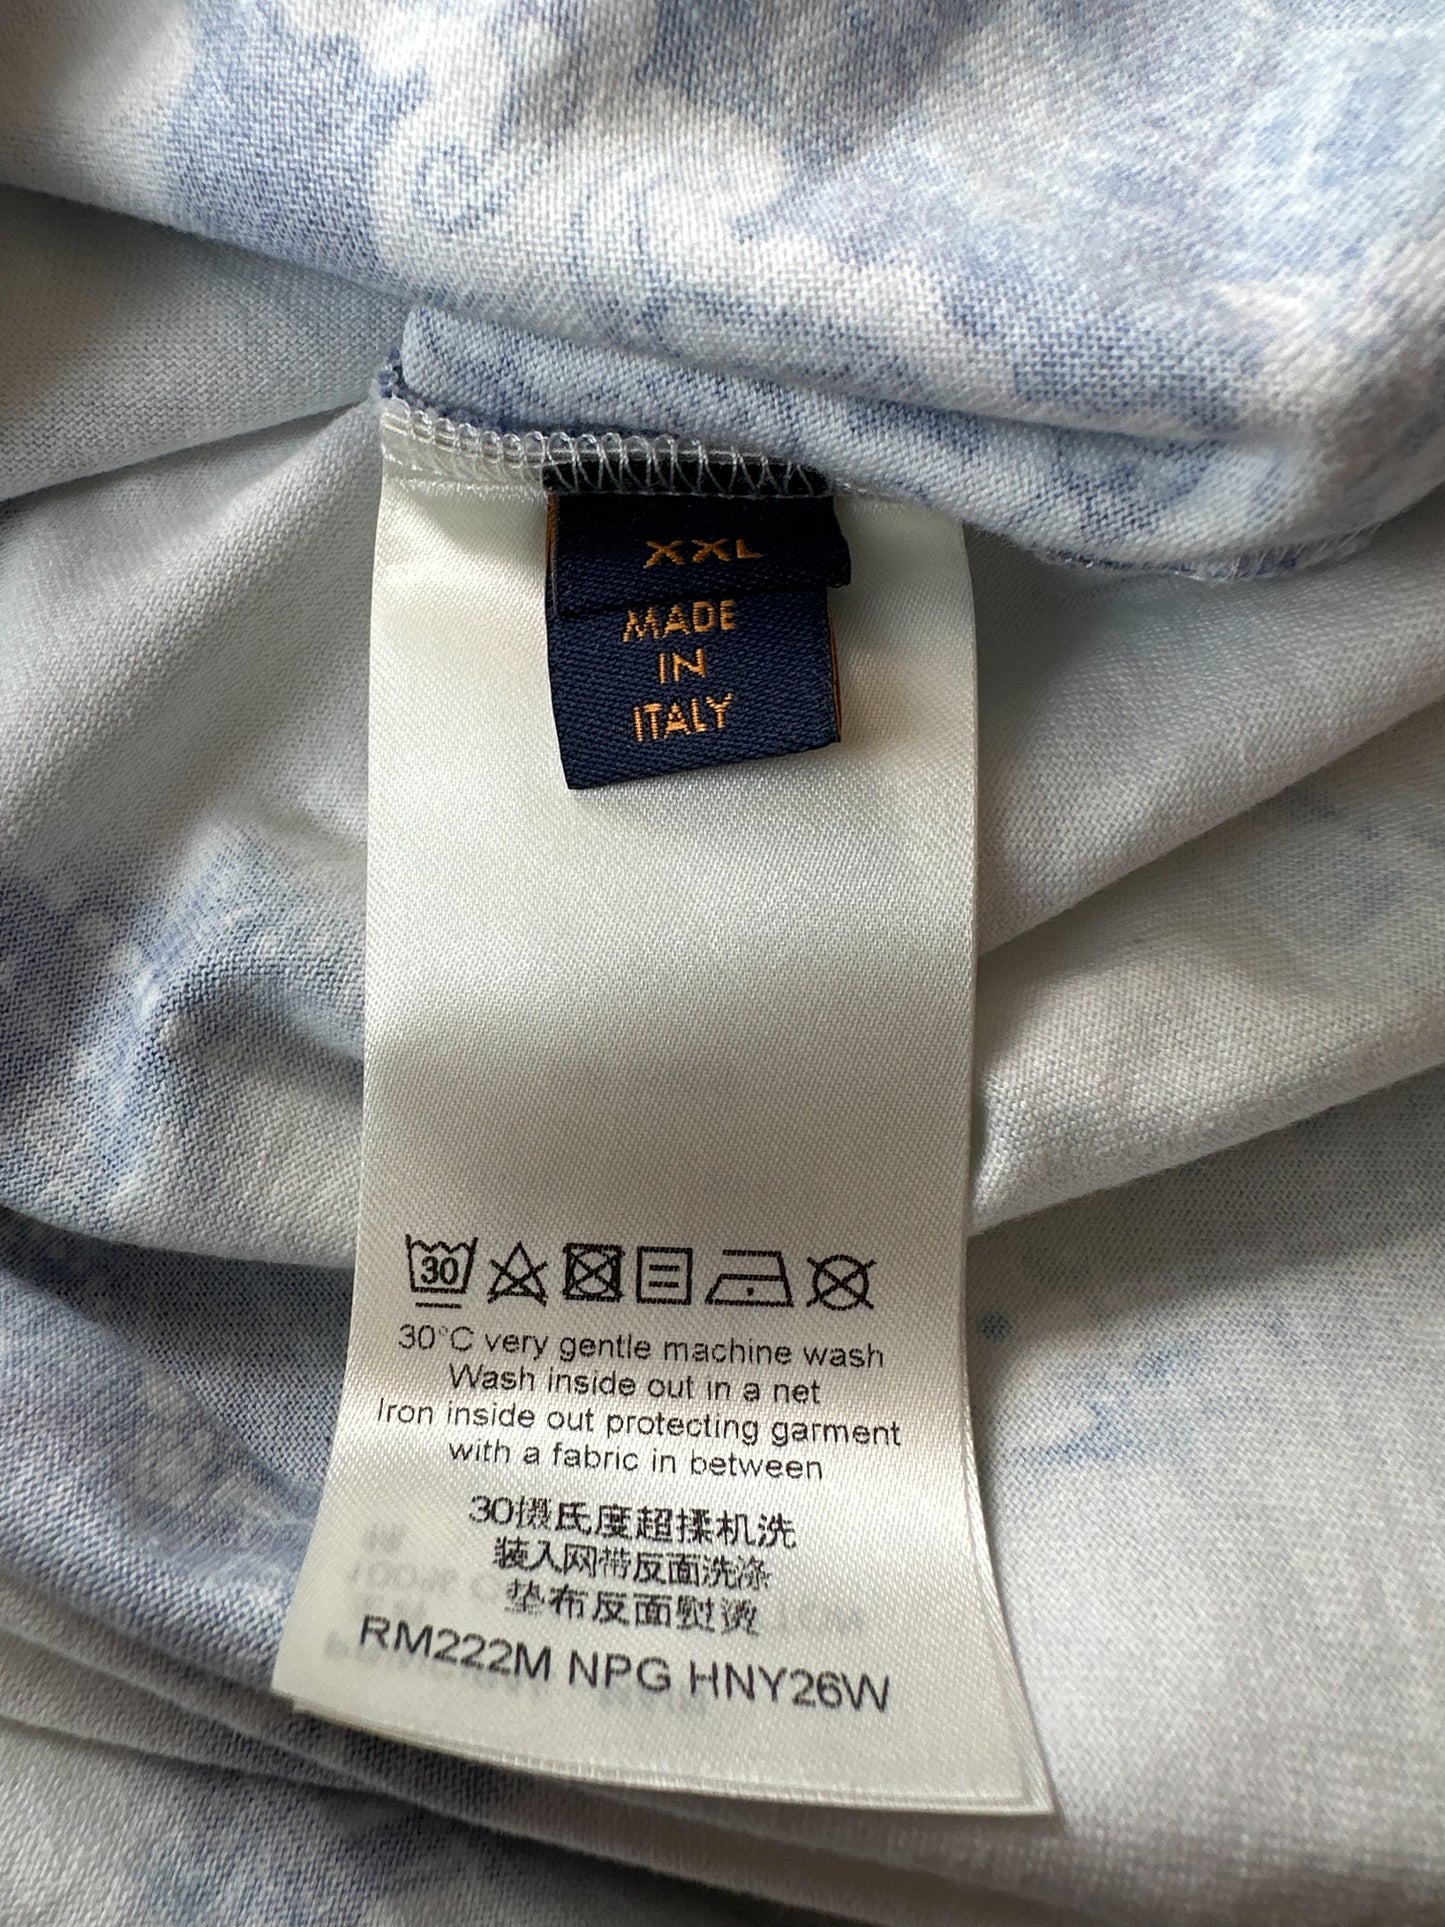 XXL
MADE
IN
ITALY
30
30°C very gentle machine wash
Wash inside out in a net
Iron inside out protecting garment
with a fabric in between
30摄氏度超揉机洗
装入网带反面洗涤
垫布反面熨烫
RM222M NPG HNY26W